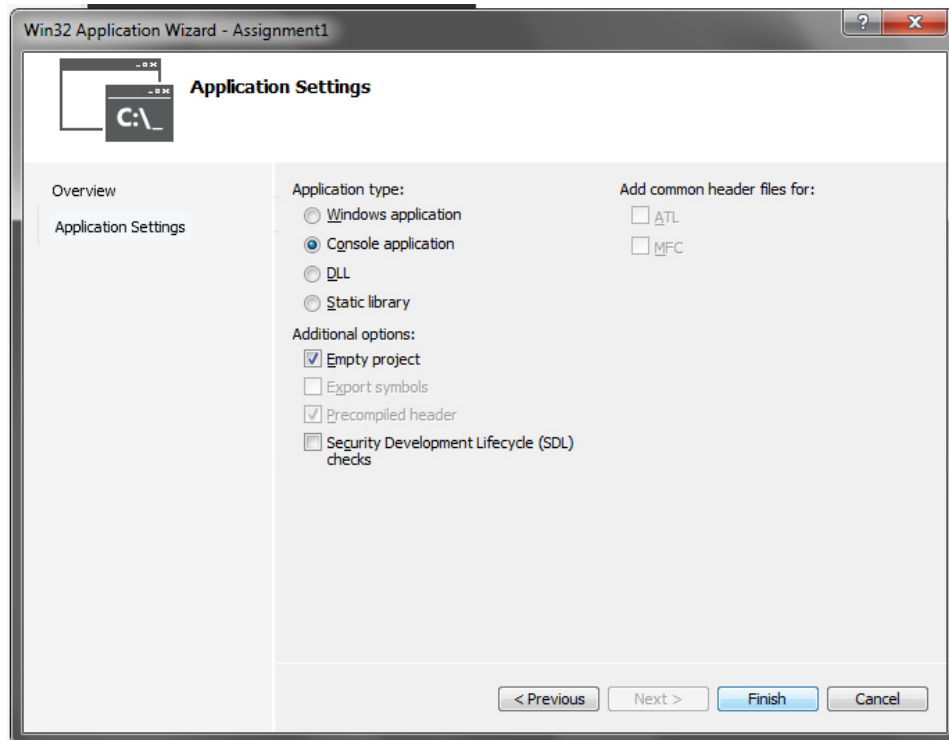 Win32 Application Wizard - Assignment1
?
X
C:\_
Application Settings
Overview
Application Settings
Application type:
Windows application
Console application
DLL
Static library
Additional options:
Empty project
Export symbols
Precompiled header
Security Development Lifecycle (SDL)
checks
Add common header files for:
ATL
MFC
< Previous
Next >
Finish
Cancel